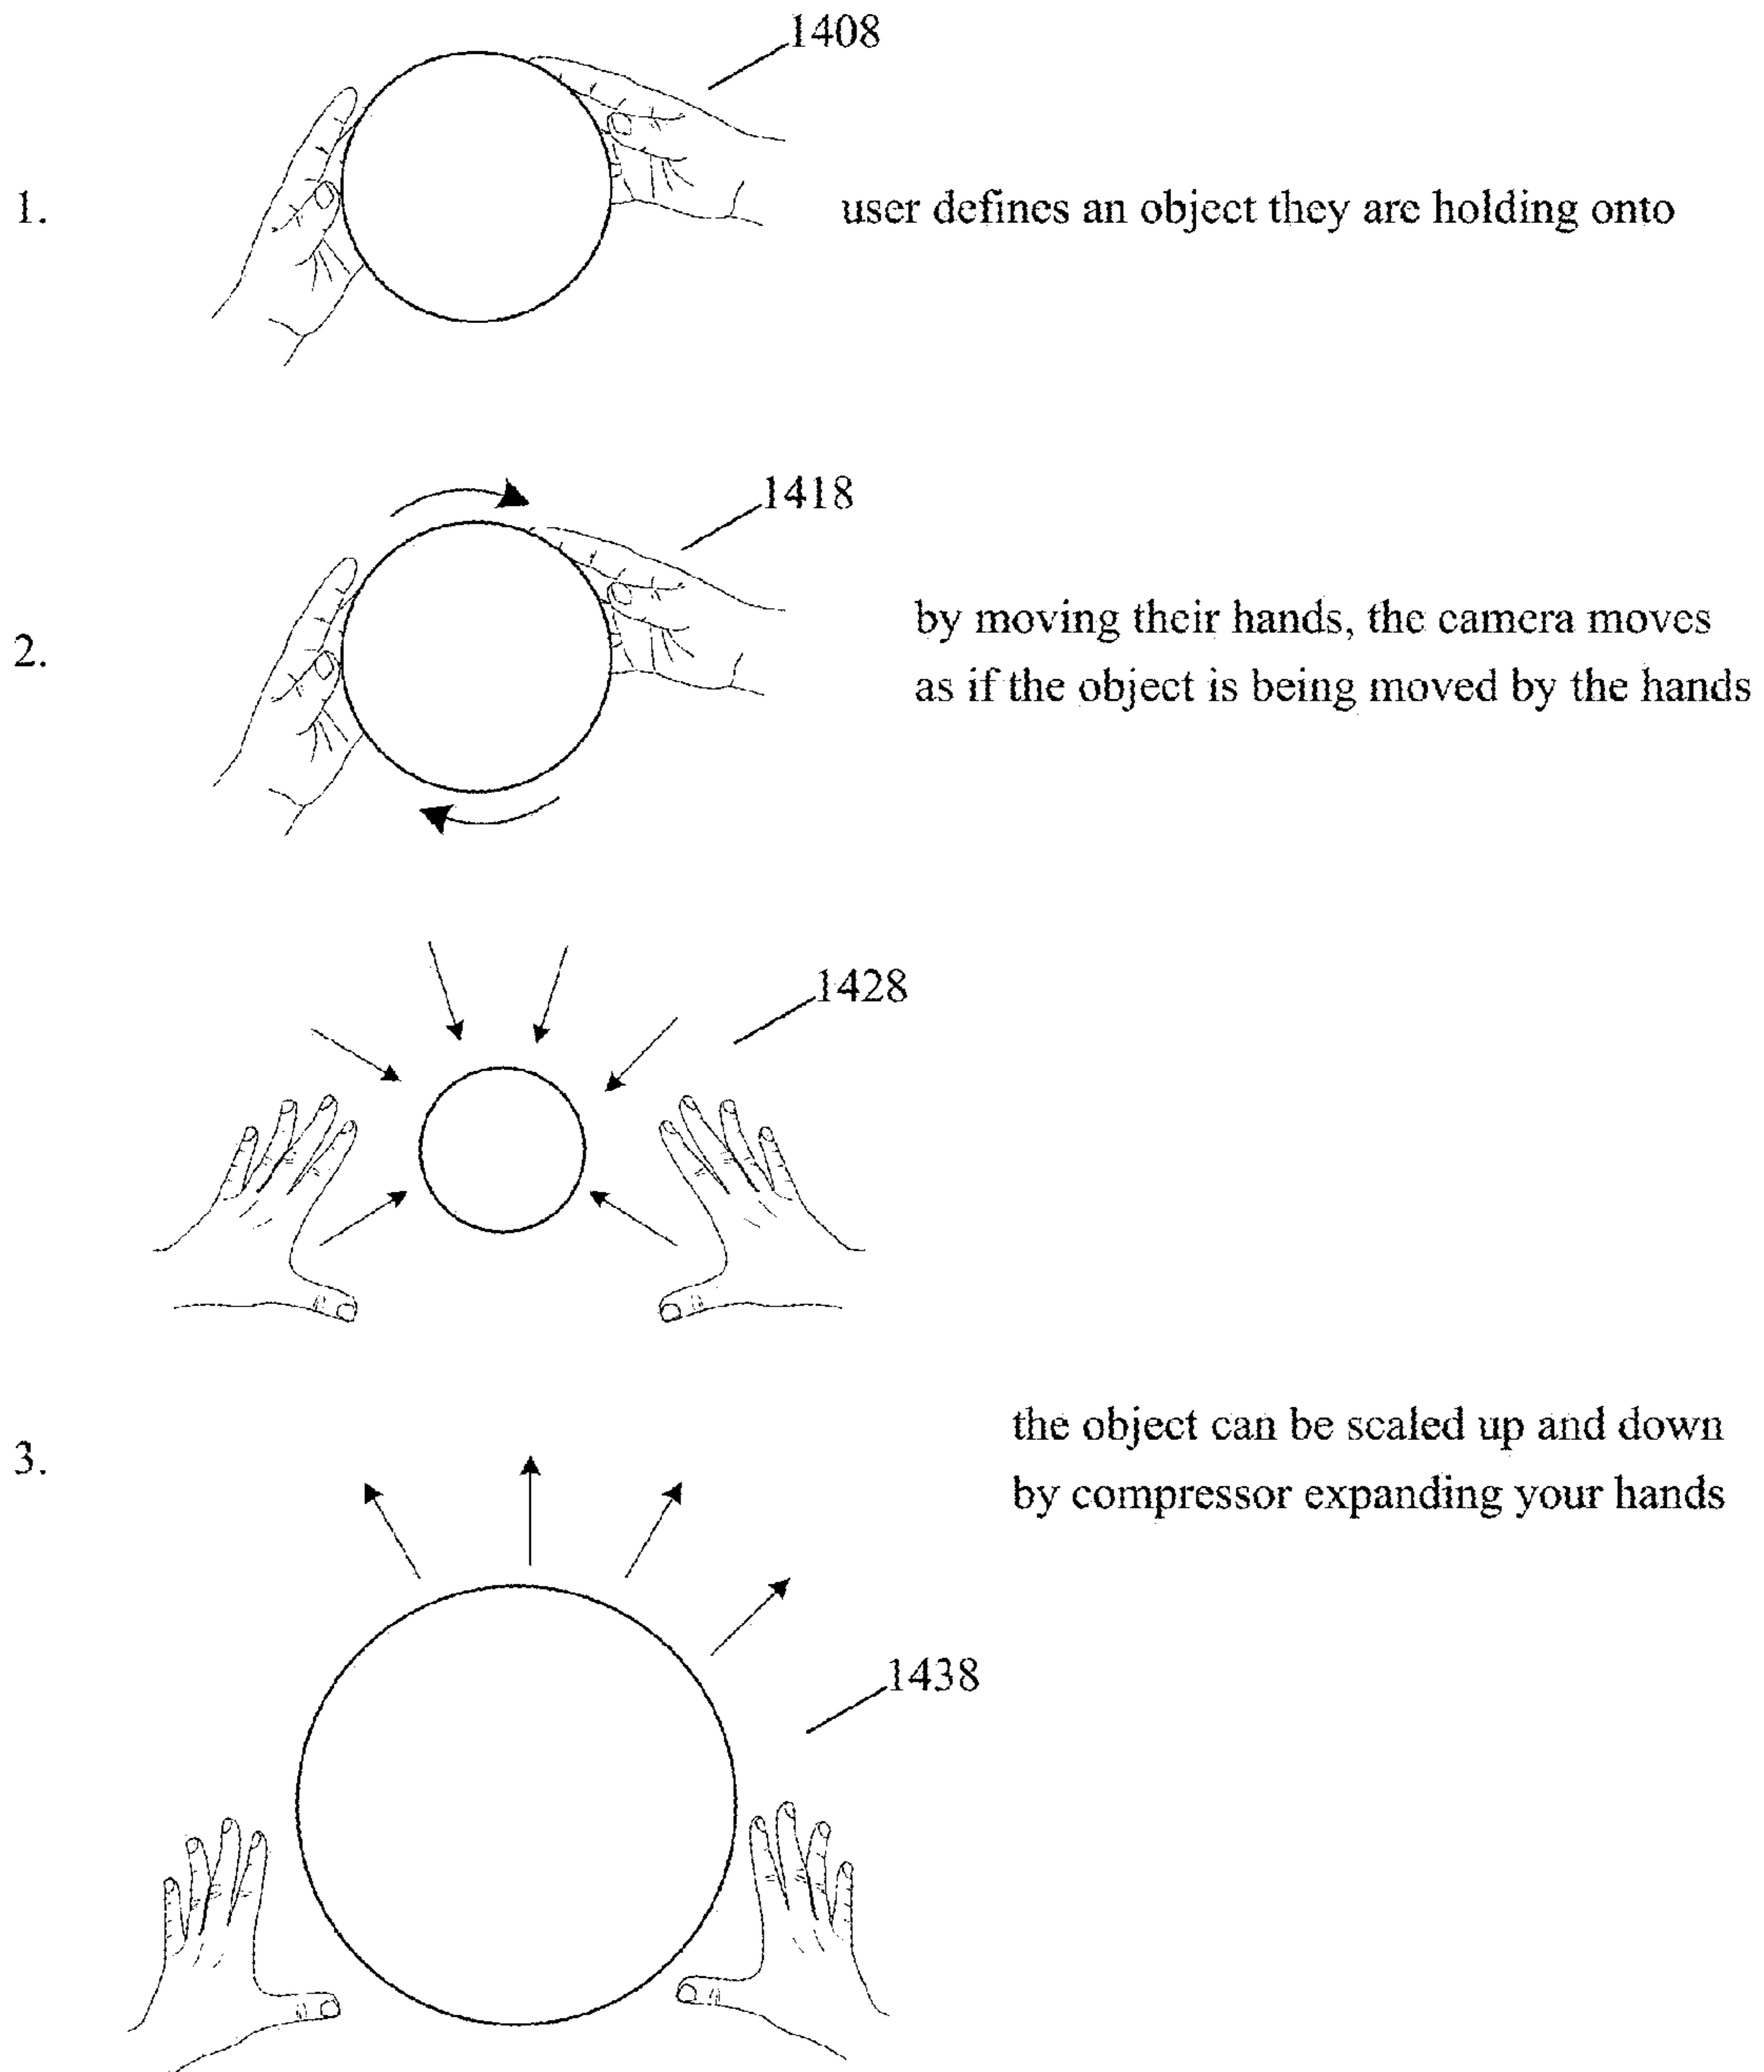 1408
1.
user defines an object they are holding onto
1418
2.
by moving their hands, the camera moves
as if the object is being moved by the hands
1428
3.
the object can be scaled up and down
by compressor expanding your hands
1438